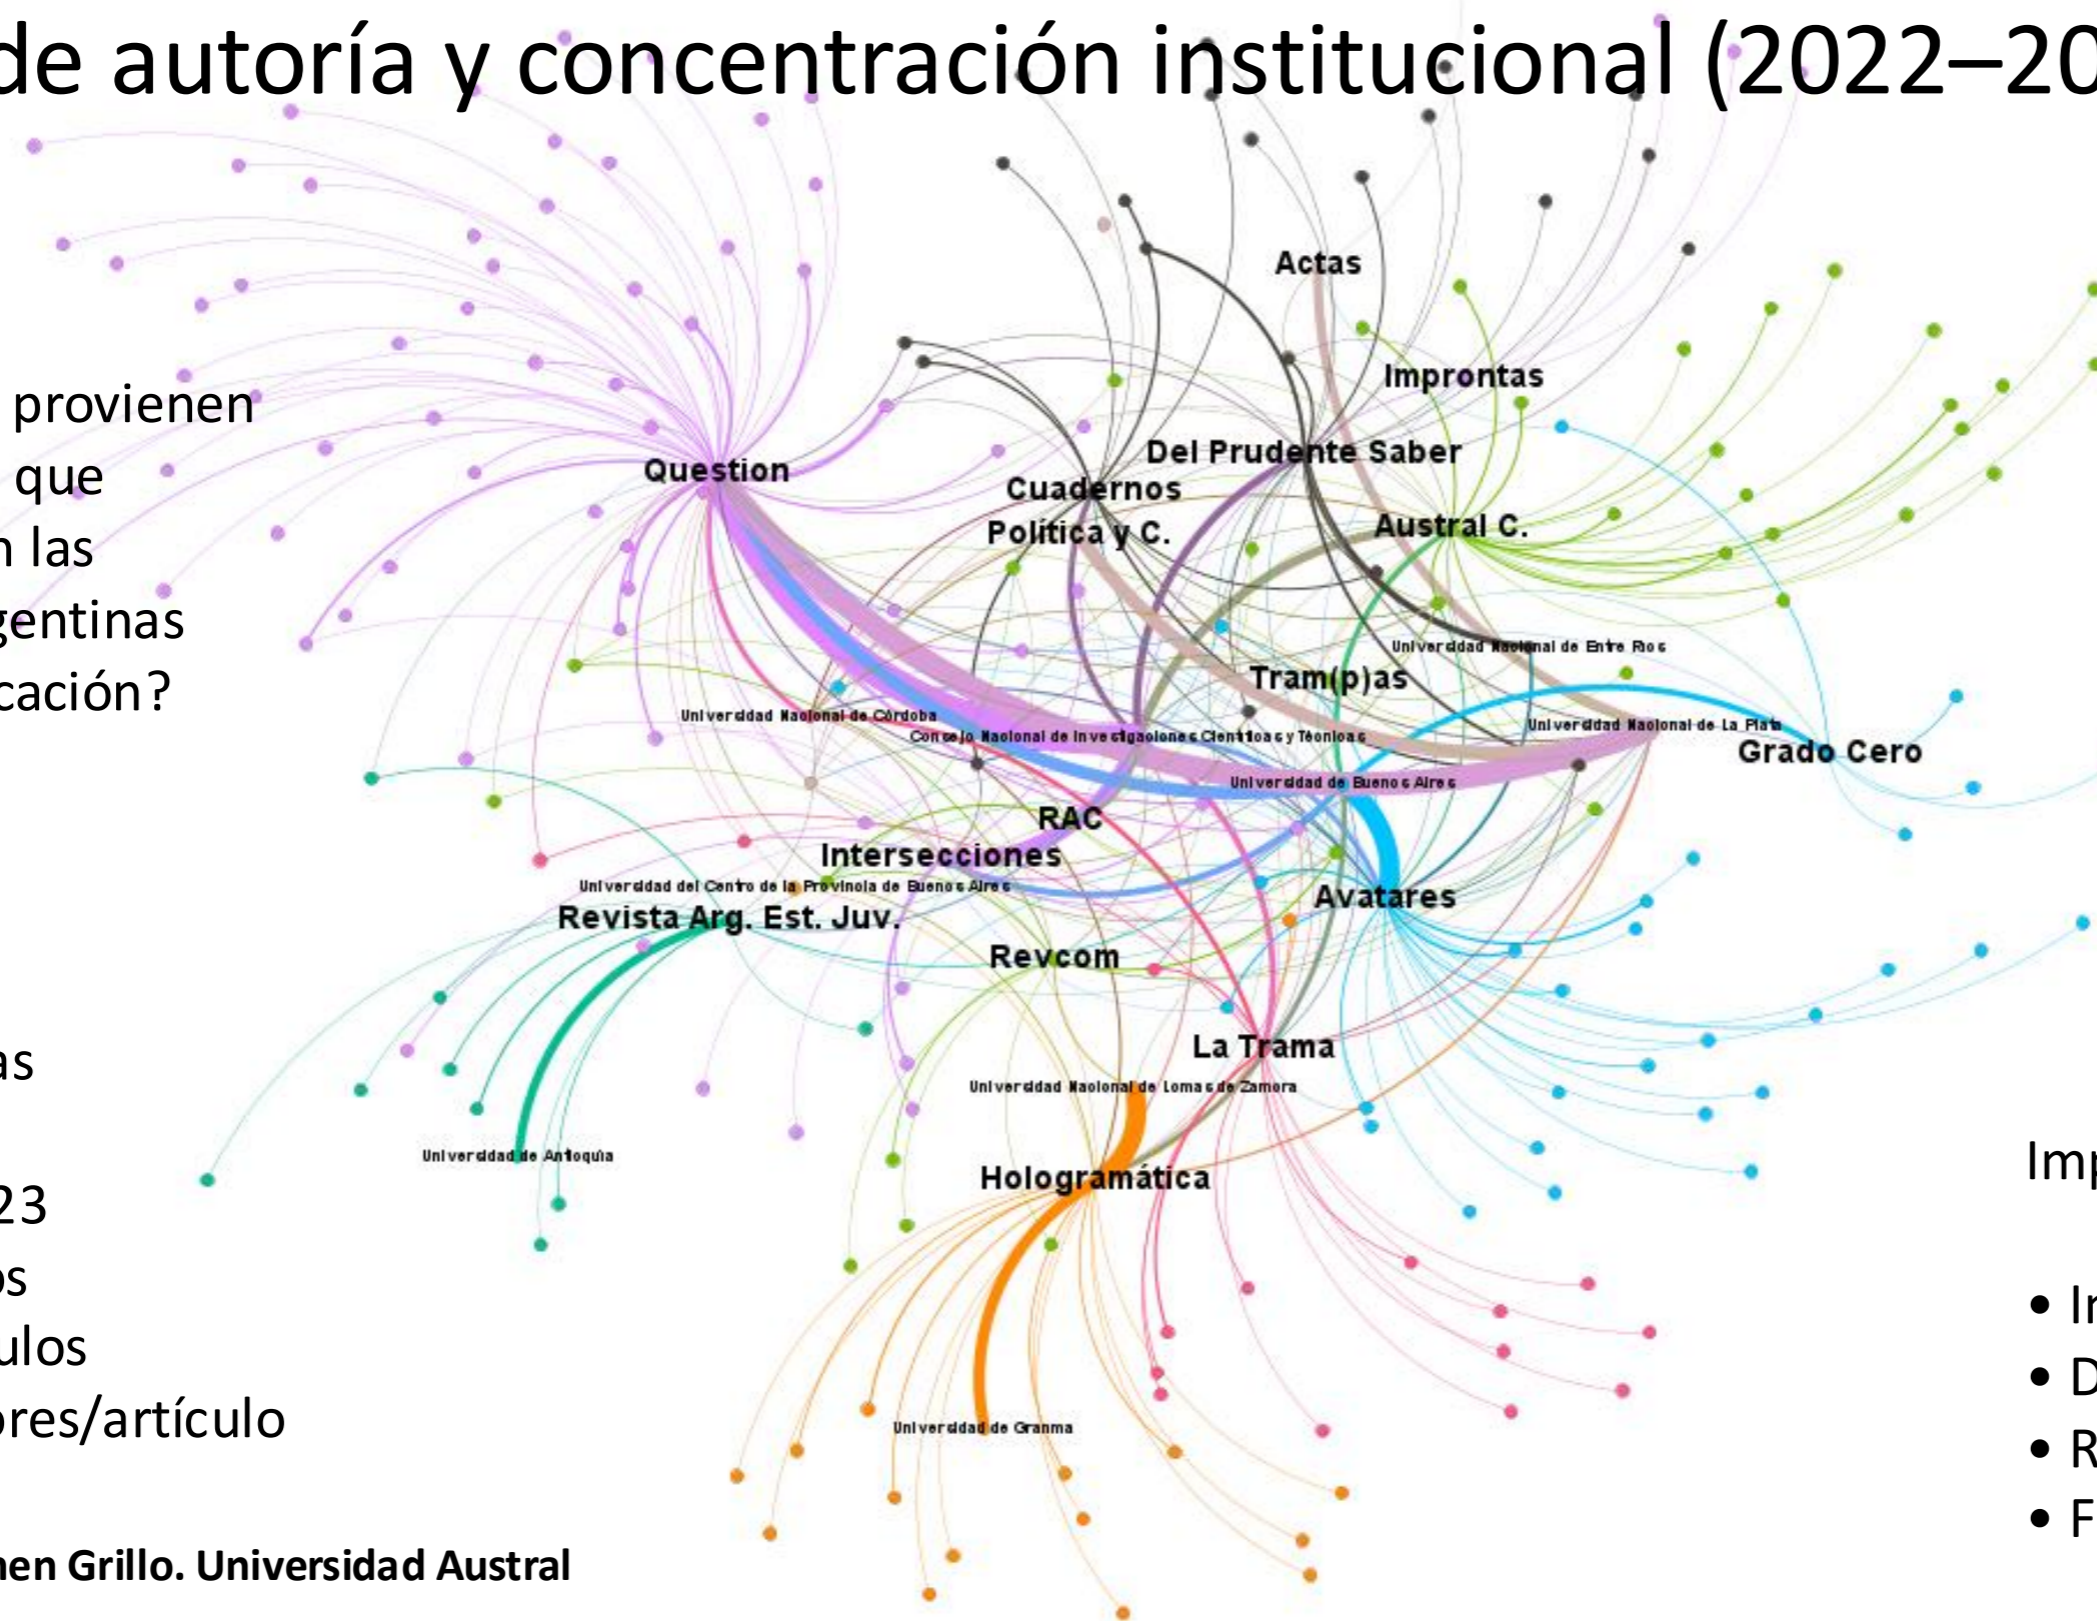 de autoría y concentración institucional (2022–20
provienen
que
n las
gentinas
cación?
Actas
Improntas
Del Prudente Saber
Question
Cuadernos
Política y C.
Austral C.
Universidad Nacional de Entre Rios
Tram(p)as
Universidad Nacional de Córdoba
Universidad Nacional de La Plata
Consejo Nacional de Investigaciones Científicas y Técnicas
Grado Cero
Universidad de Buenos Aires
RAC
Intersecciones
Universidad del Centro de la Provincia de Buenos Aires
Avatares
Revista Arg. Est. Juv.
Revcom
La Trama
Universidad Nacional de Lomas de Zamora
Universidad de Antioquia
Hologramática
Universidad de Granma
as
23
os
ulos
ores/artículo
Imp
• In
• D
• R
• F
nen Grillo. Universidad Austral